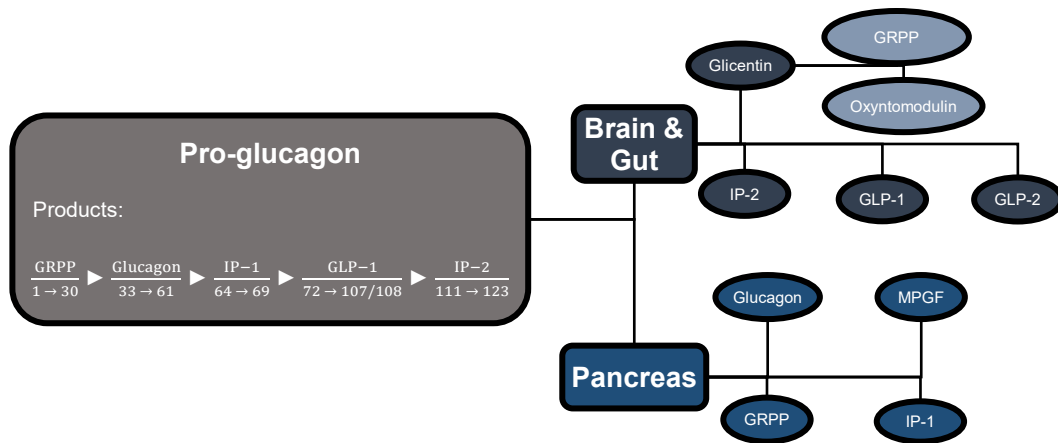 Pro-glucagon
Products:
GRPP
1 → 30
▶
Glucagon
33 → 61
▶
IP−1
64 → 69
▶
GLP−1
72 → 107/108
▶
IP−2
111 → 123
Brain &
Gut
Glicentin
GRPP
Oxyntomodulin
IP-2
GLP-1
GLP-2
Pancreas
Glucagon
MPGF
GRPP
IP-1